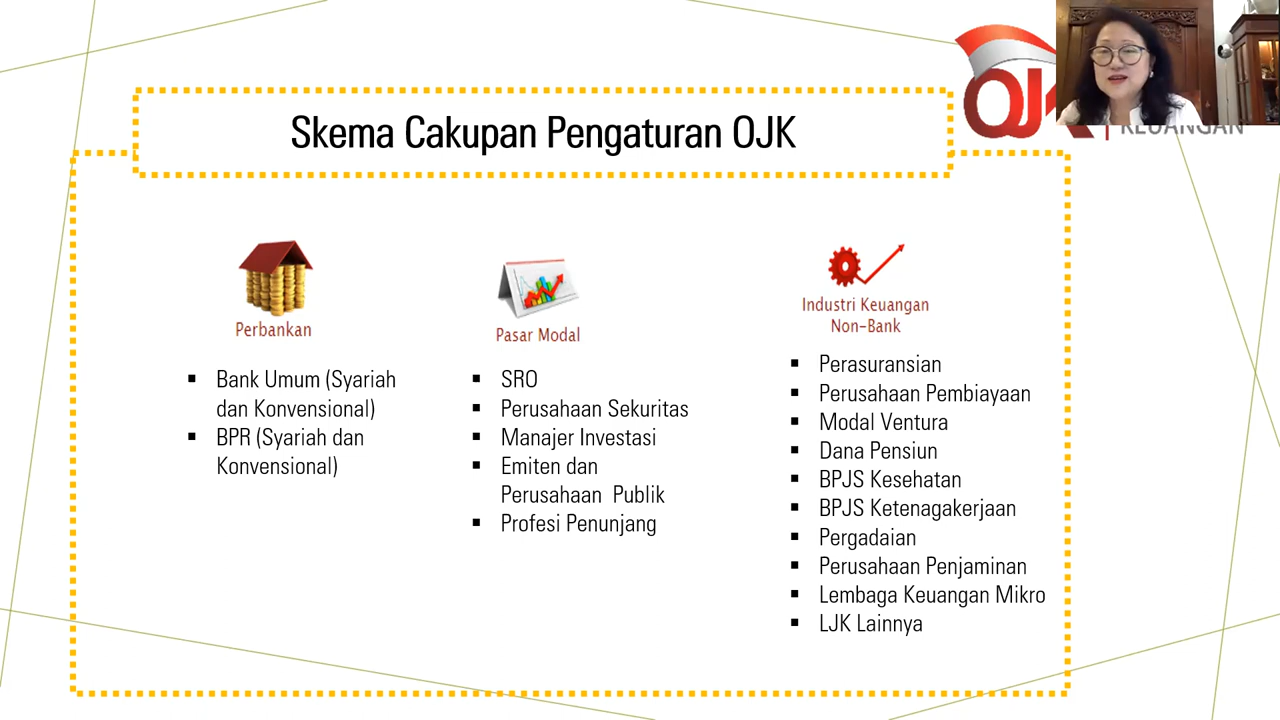 Skema Cakupan Pengaturan OJK
OJK
KEUANGAN
Perbankan
Bank Umum (Syariah
dan Konvensional)
BPR (Syariah dan
Konvensional)
Pasar Modal
SRO
Perusahaan Sekuritas
Manajer Investasi
Emiten dan
Perusahaan Publik
Profesi Penunjang
Industri Keuangan
Non-Bank
Perasuransian
Perusahaan Pembiayaan
Modal Ventura
Dana Pensiun
BPJS Kesehatan
BPJS Ketenagakerjaan
Pergadaian
Perusahaan Penjaminan
Lembaga Keuangan Mikro
LJK Lainnya